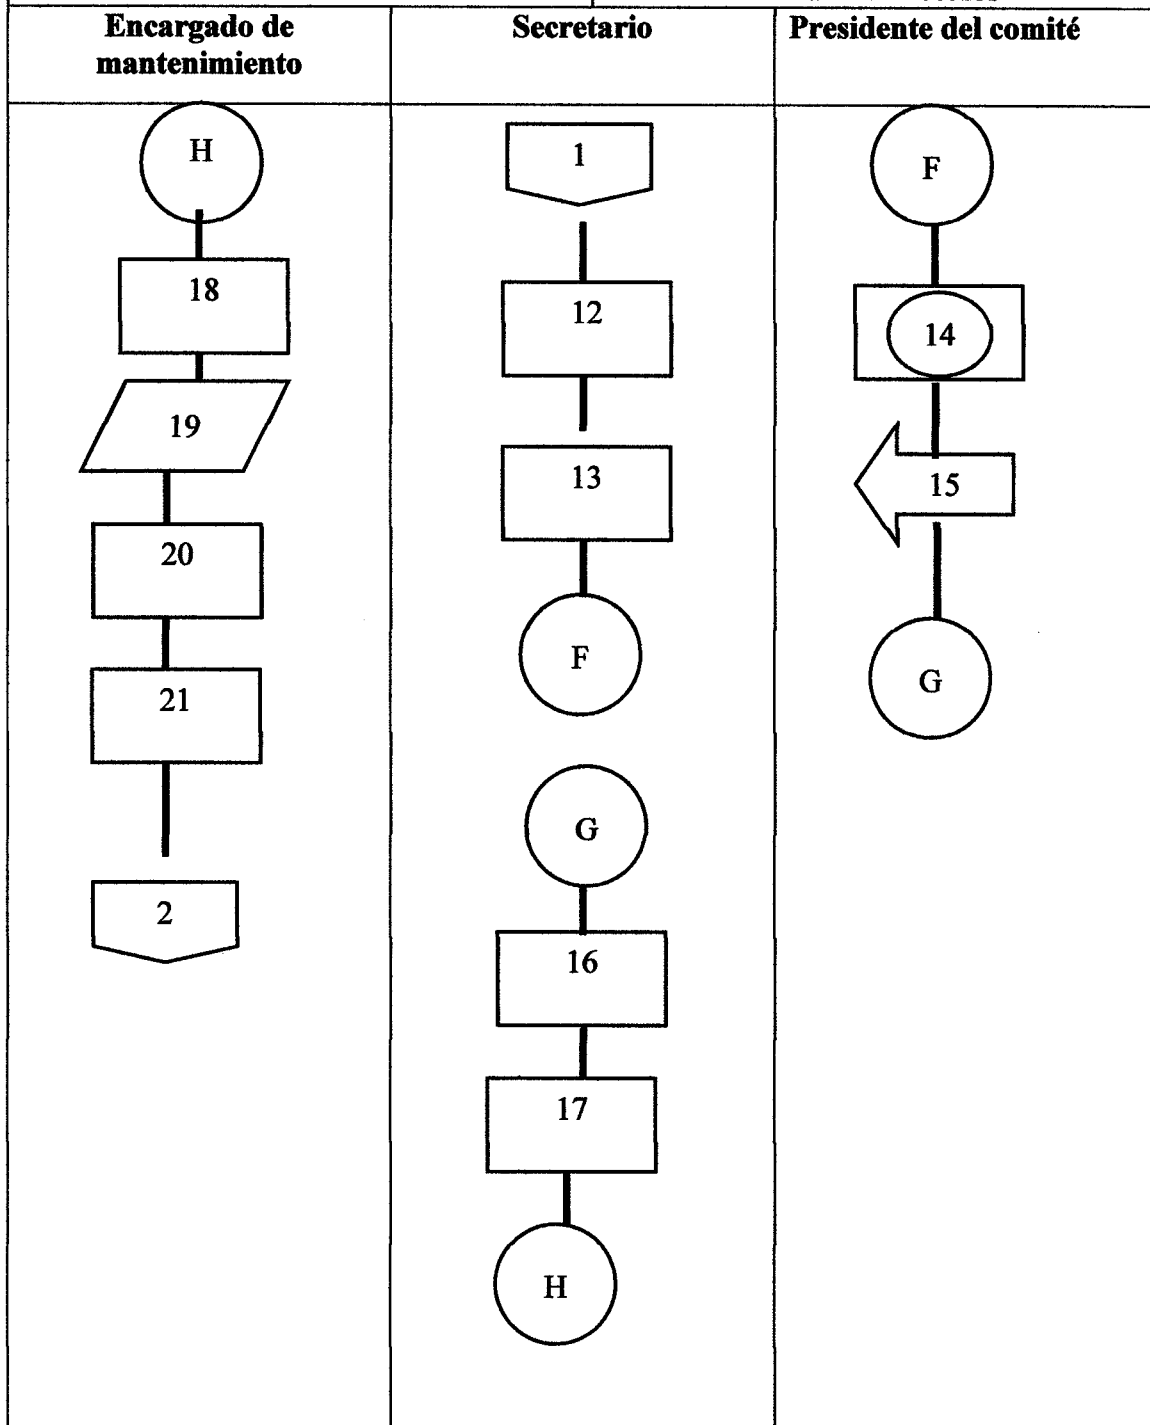 Encargado de
mantenimiento
H
18
19
20
21
2
Secretario
1
12
13
F
G
16
17
H
Presidente del comité
F
14
15
G